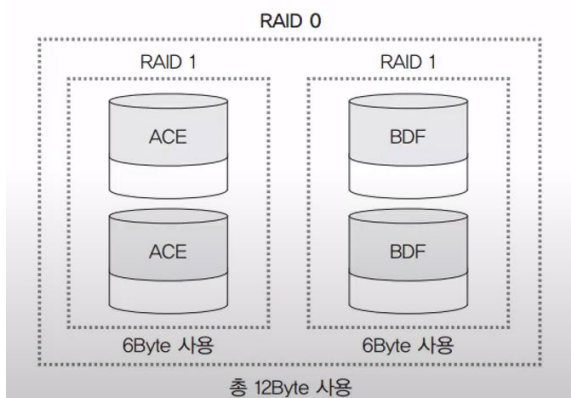 RAID 0
RAID 1 RAID 1
ACE BDF
ACE BDF
6Byte 사용 6Byte 사용
총 12Byte 사용